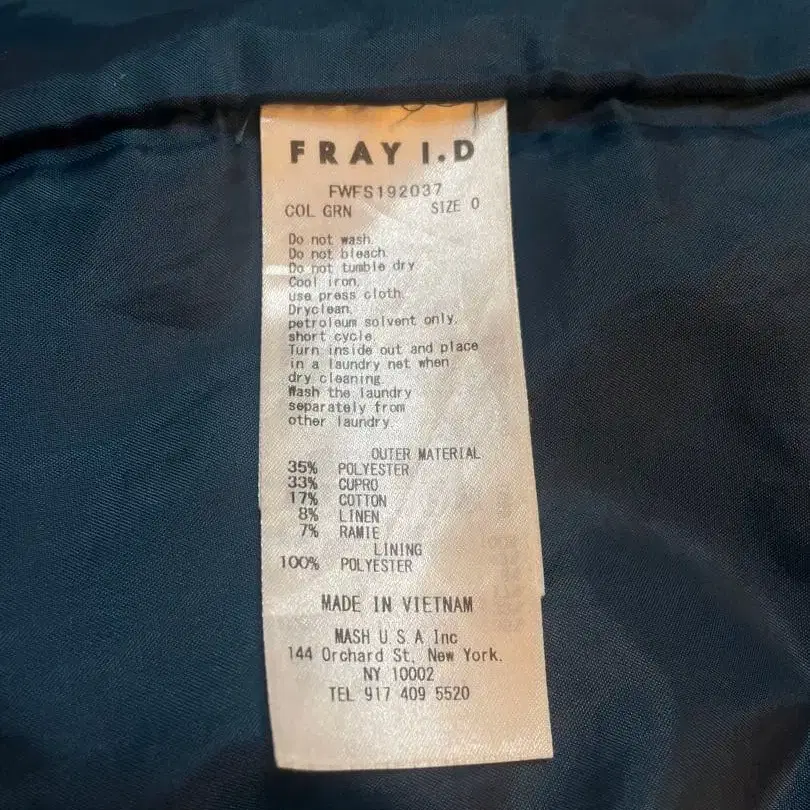 FRAY I.D
FWFS192037
COL GRN SIZE 0
Do not wash.
Do not bleach.
Do not tumble dry.
Cool iron,
use press cloth.
Dryclean,
petroleum solvent only,
short cycle.
Turn inside out and place
in a laundry net when
dry cleaning.
Wash the laundry
separately from
other laundry.
OUTER MATERIAL
35% POLYESTER
33% CUPRO
17% COTTON
8% LINEN
7% RAMIE
LINING
100% POLYESTER
MADE IN VIETNAM
MASH U S A Inc
144 Orchard St, New York.
NY 10002
TEL 917 409 5520